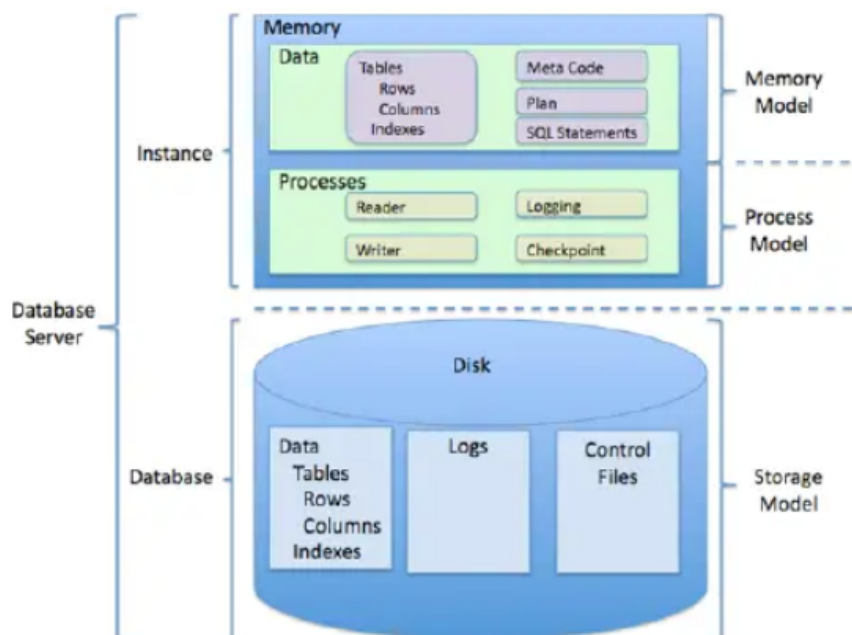 Memory
Data
Tables
Rows
Columns
Indexes
Meta Code
Plan
SQL Statements
Memory
Model
Instance
Processes
Reader
Logging
Writer
Checkpoint
Process
Model
Database
Server
Disk
Data
Tables
Rows
Columns
Indexes
Logs
Control
Files
Database
Storage
Model